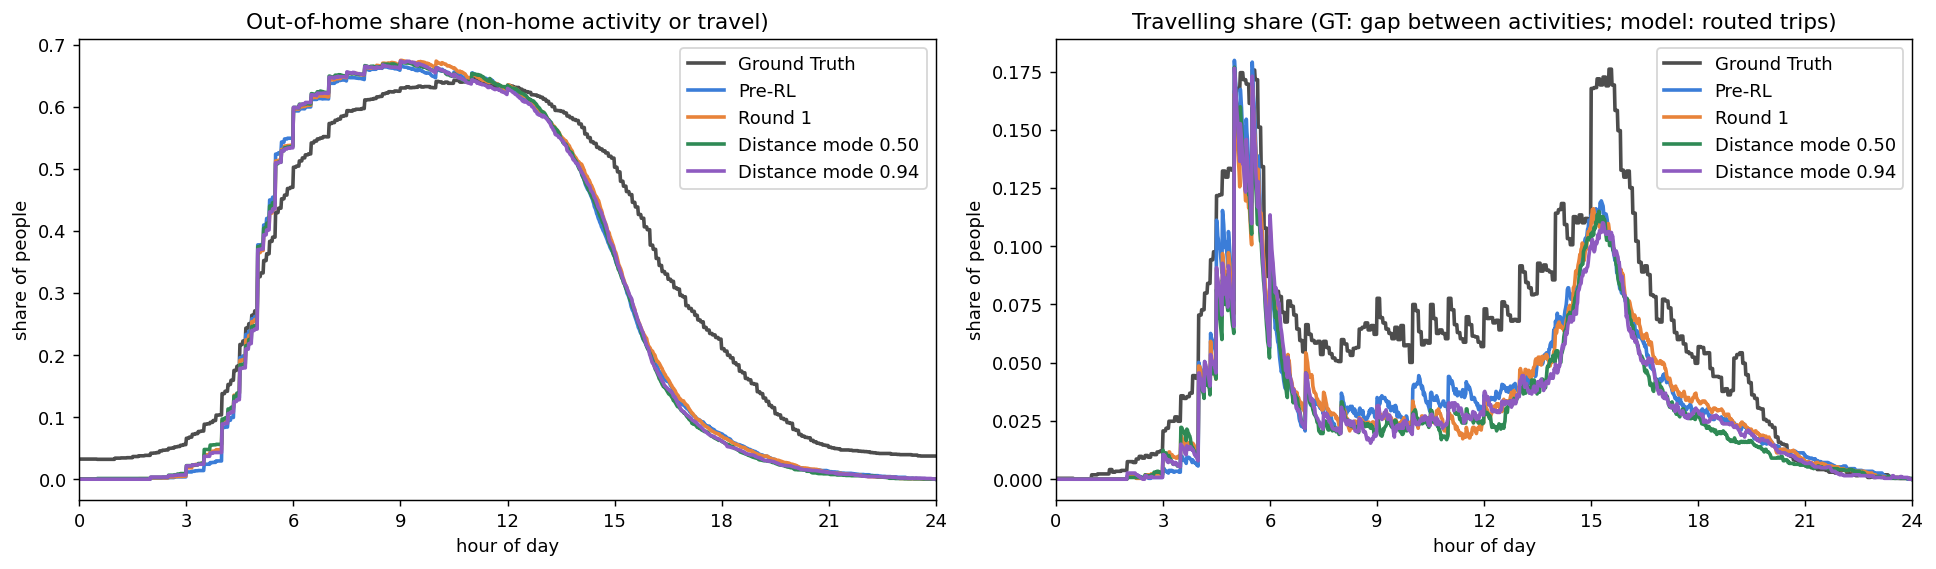 Out-of-home share (non-home activity or travel)
share of people
0.7
0.6
0.5
0.4
0.3
0.2
0.1
0.0
Ground Truth
Pre-RL
Round 1
Distance mode 0.50
Distance mode 0.94
0 3 6 9 12 15 18 21 24
hour of day
Travelling share (GT: gap between activities; model: routed trips)
share of people
0.175
0.150
0.125
0.100
0.075
0.050
0.025
0.000
Ground Truth
Pre-RL
Round 1
Distance mode 0.50
Distance mode 0.94
0 3 6 9 12 15 18 21 24
hour of day